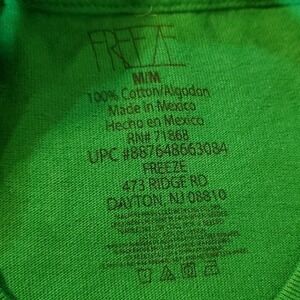 FREEZE
M/M
100% Cotton/Algodon
Made in Mexico
Hecho en Mexico
RN# 71868
UPC #887648663084
FREEZE
473 RIDGE RD
DAYTON, NJ 08810